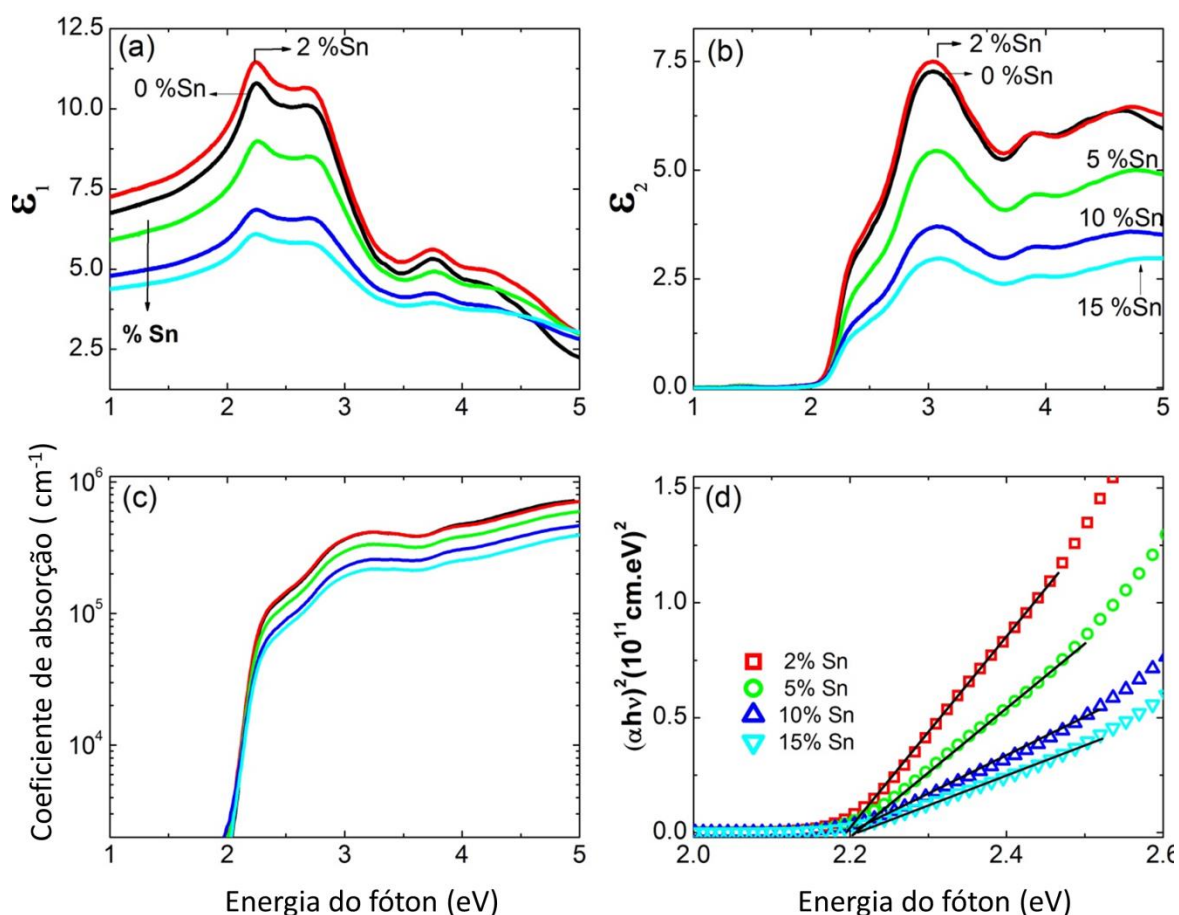 (a)
2 %Sn
0 %Sn
% Sn
ε1
12.5
10.0
7.5
5.0
2.5
1 2 3 4 5
(b)
2 %Sn
0 %Sn
5 %Sn
10 %Sn
15 %Sn
ε2
7.5
5.0
2.5
0.0
1 2 3 4 5
(c)
Coeficiente de absorção ( cm-1)
10^6
10^5
10^4
1 2 3 4 5
Energia do fóton (eV)
(d)
(αhν)^2(10^11cm.eV)^2
1.5
1.0
0.5
0.0
2% Sn
5% Sn
10% Sn
15% Sn
2.0 2.2 2.4 2.6
Energia do fóton (eV)